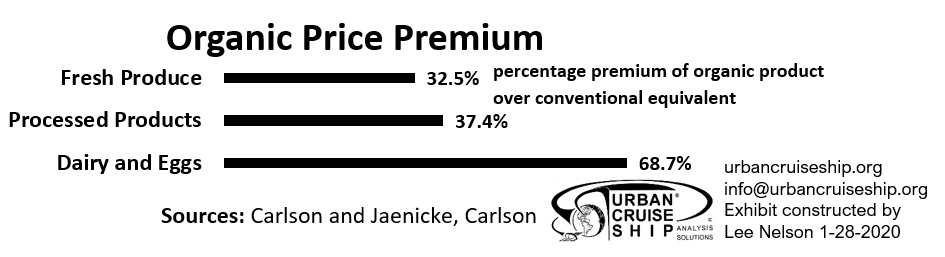 Organic Price Premium
Fresh Produce 32.5% percentage premium of organic product
over conventional equivalent
Processed Products 37.4%
Dairy and Eggs 68.7%
urbancruiseship.org
info@urbancruiseship.org
Exhibit constructed by
Lee Nelson 1-28-2020
Sources: Carlson and Jaenicke, Carlson
URBAN®
CRUISE
SHIP
ANALYSIS
SOLUTIONS
©